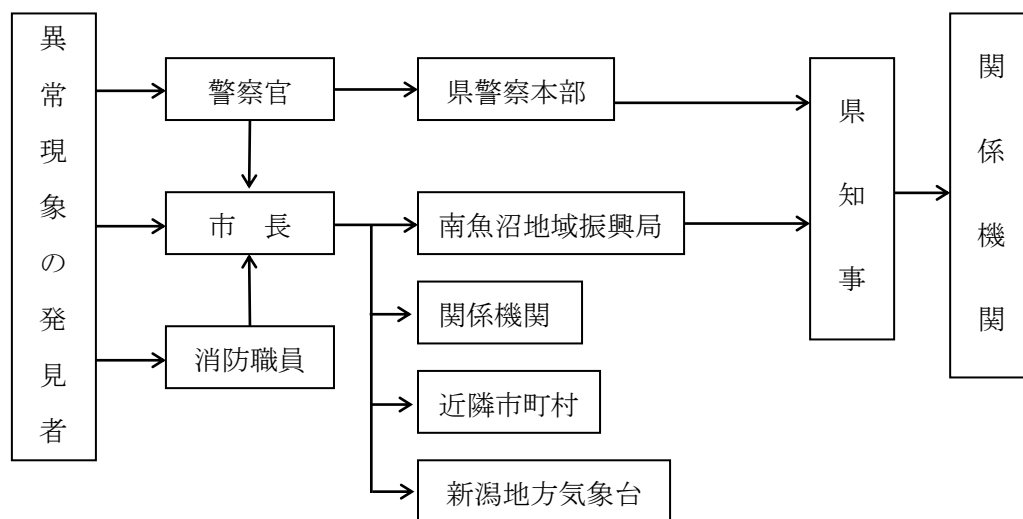 異常現象の発見者
警察官
県警察本部
市　長
南魚沼地域振興局
消防職員
関係機関
近隣市町村
新潟地方気象台
県知事
関係機関